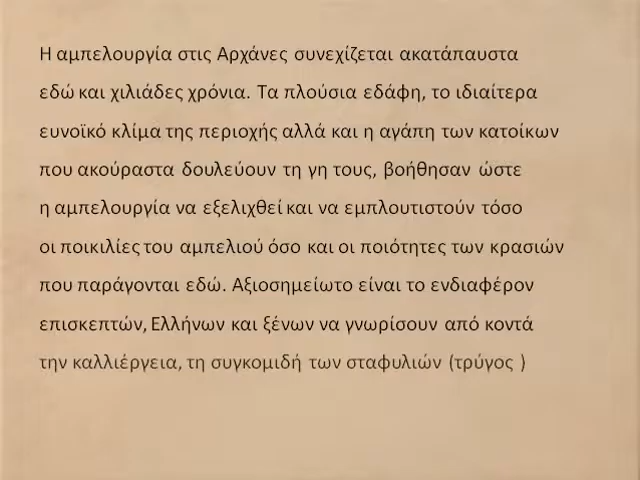 Η αμπελουργία στις Αρχάνες συνεχίζεται ακατάπαυστα
εδώ και χιλιάδες χρόνια. Τα πλούσια εδάφη, το ιδιαίτερα
ευνοϊκό κλίμα της περιοχής αλλά και η αγάπη των κατοίκων
που ακούραστα δουλεύουν τη γη τους, βοήθησαν ώστε
η αμπελουργία να εξελιχθεί και να εμπλουτιστούν τόσο
οι ποικιλίες του αμπελιού όσο και οι ποιότητες των κρασιών
που παράγονται εδώ. Αξιοσημείωτο είναι το ενδιαφέρον
επισκεπτών, Ελλήνων και ξένων να γνωρίσουν από κοντά
την καλλιέργεια, τη συγκομιδή των σταφυλιών (τρύγος )